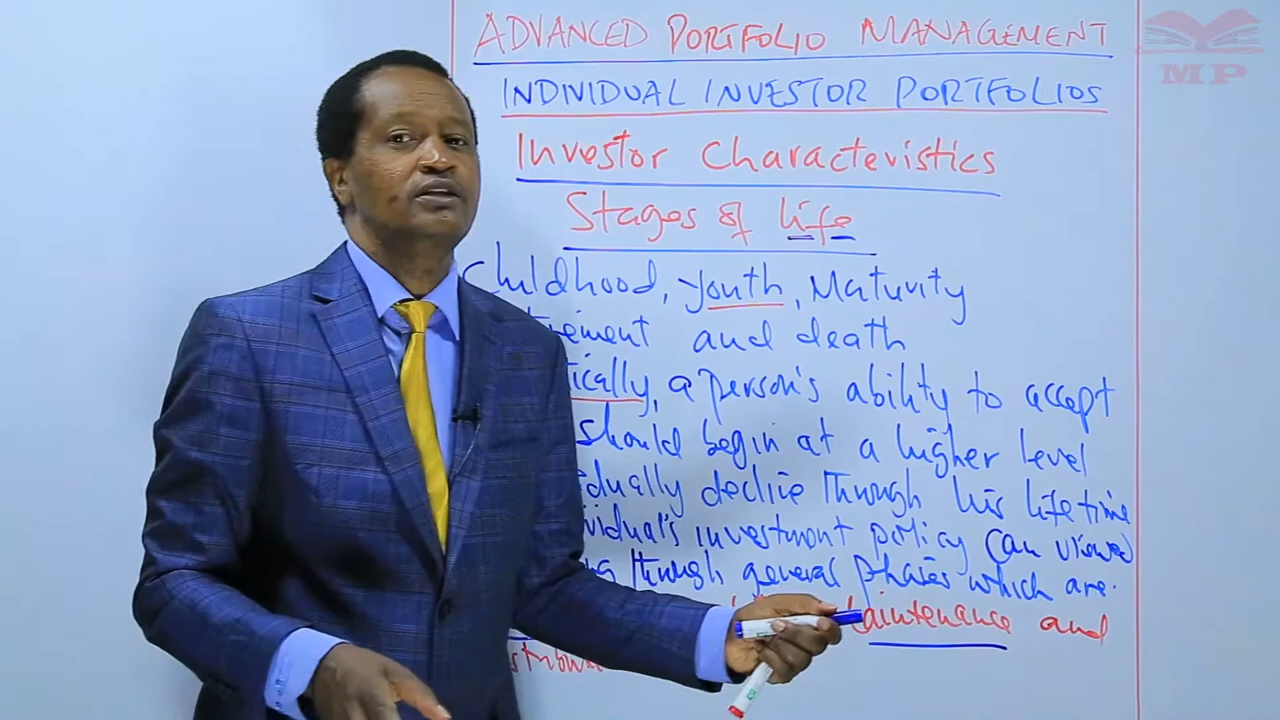 ADVANCED PORTFOLIO MANAGEMENT
MP
INDIVIDUAL INVESTOR PORTFOLIOS
Investor Characteristics
Stages of life
Childhood, Youth, Maturity
and death
a person's ability to accept
should begin at a higher level
decline through his lifetime
investment policy can viewed
through general phases which are.
and